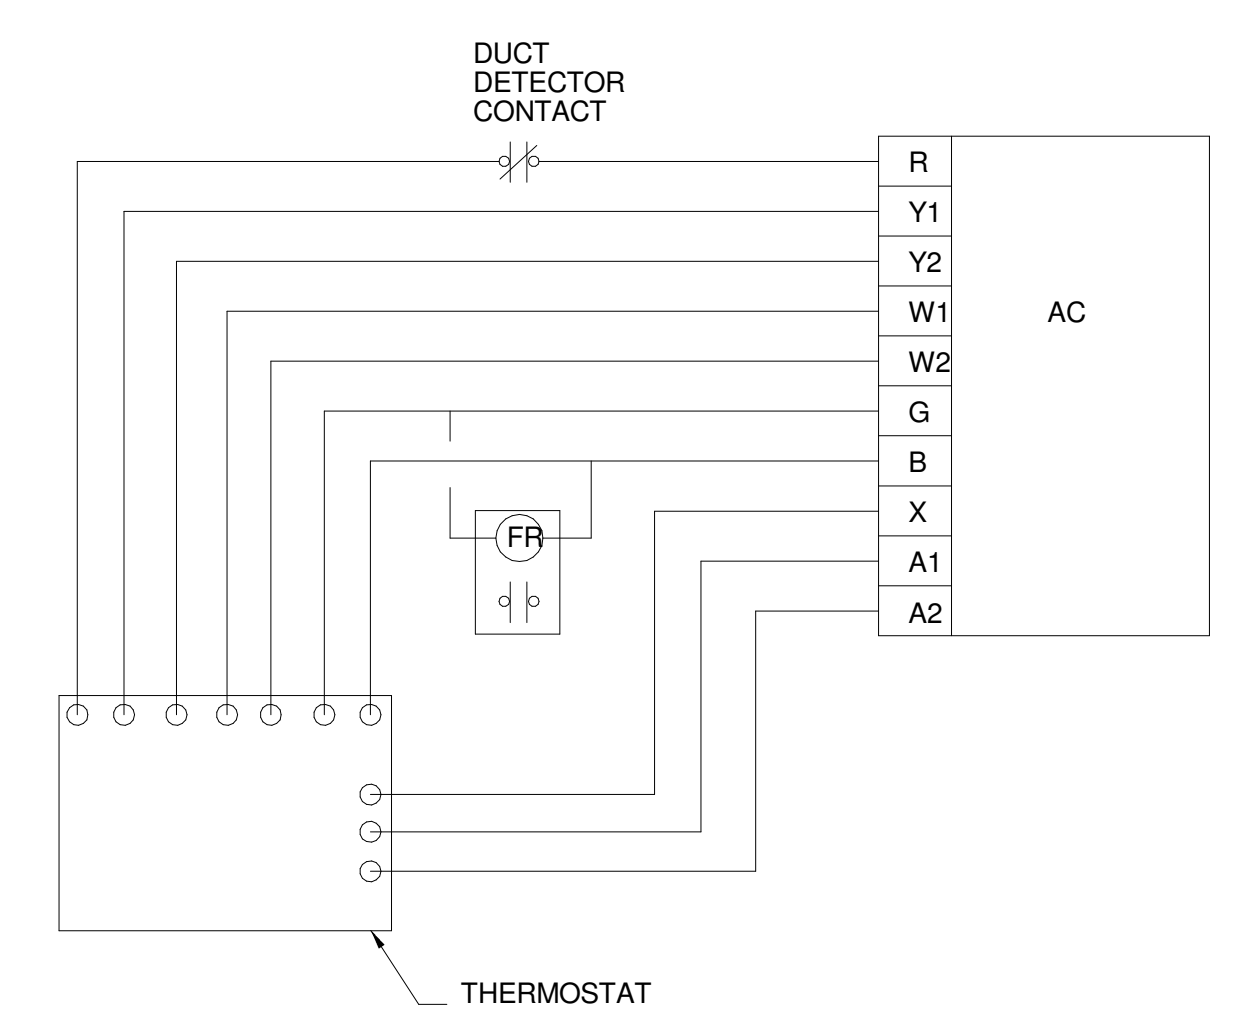 DUCT
DETECTOR
CONTACT
R
Y1
Y2
W1
AC
W2
G
B
X
FR
A1
A2
THERMOSTAT